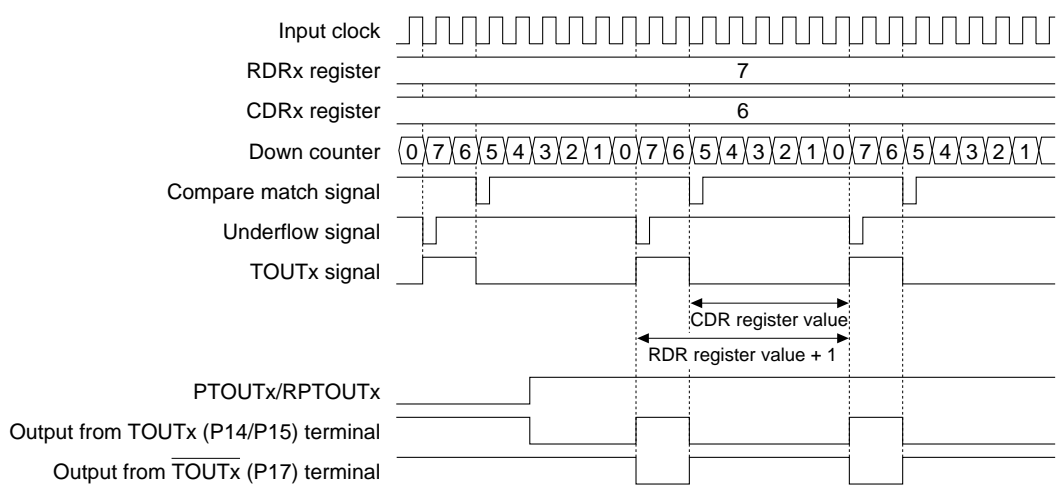 Input clock
RDRx register 7
CDRx register 6
Down counter 0 7 6 5 4 3 2 1 0 7 6 5 4 3 2 1 0 7 6 5 4 3 2 1
Compare match signal
Underflow signal
TOUTx signal
CDR register value
RDR register value + 1
PTOUTx/RPTOUTx
Output from TOUTx (P14/P15) terminal
Output from T̅O̅U̅T̅x̅ (P17) terminal